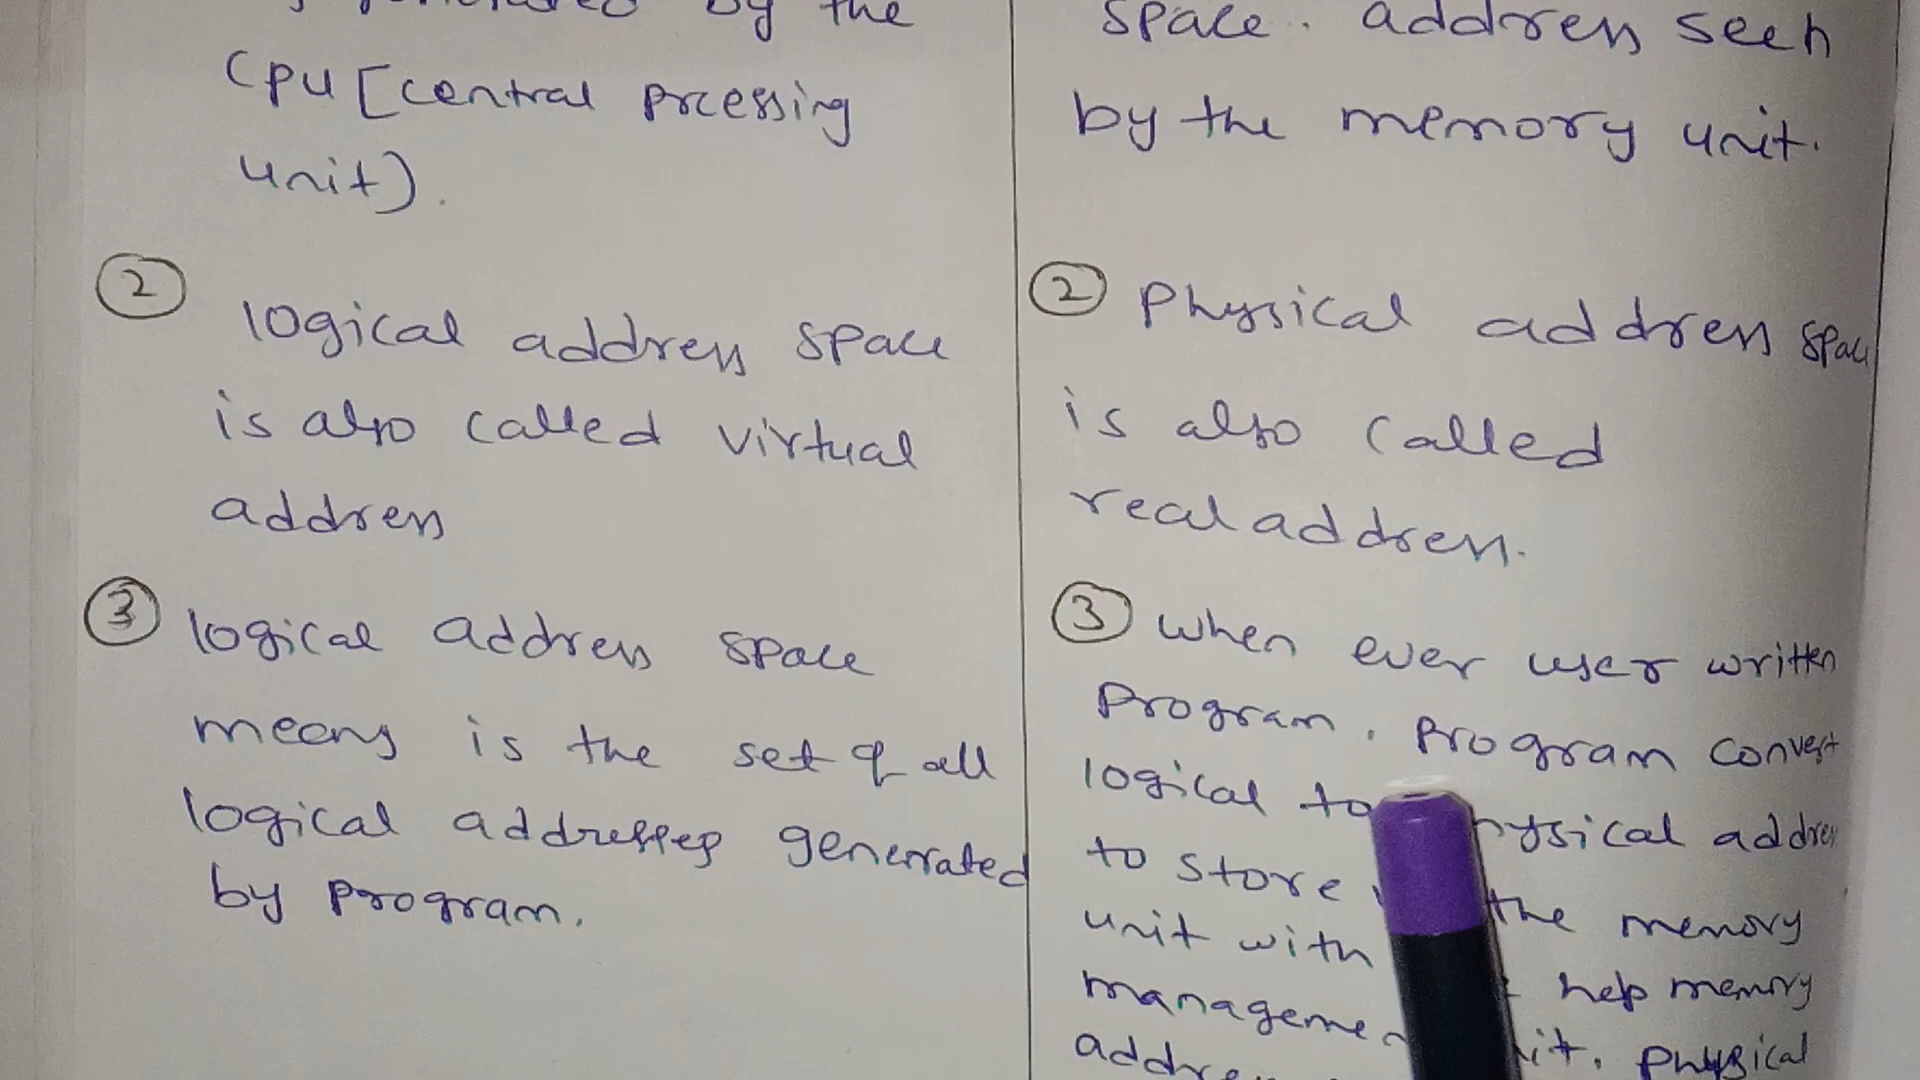 by the
CPU [central prcessing
unit).
② logical address space
is also called virtual
address
③ logical address space
means is the set of all
logical addresses generated
by program.
space. address seen
by the memory unit.
② Physical address space
is also called
real address.
③ when ever user written
program. program convert
logical to physical address
to store the memory
unit with help memory
management unit. physical